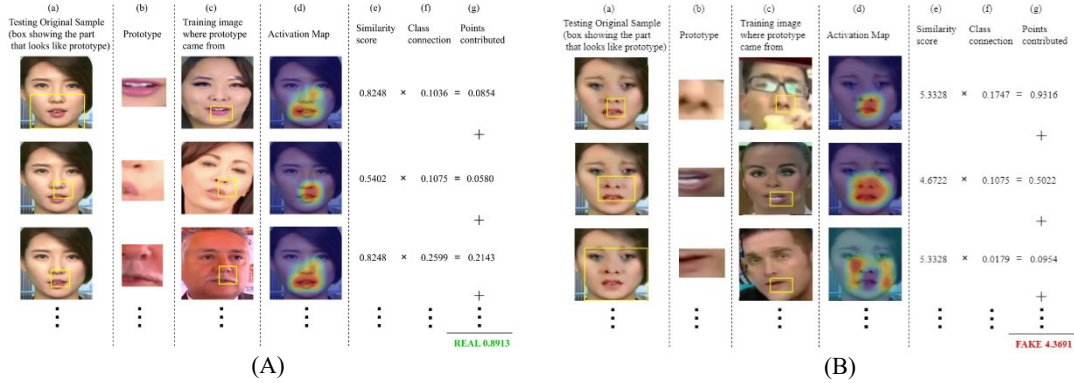 (a) (b) (c) (d) (e) (f) (g)
Testing Original Sample
(box showing the part
that looks like prototype)
Prototype
Training image
where prototype
came from
Activation Map
Similarity
score
Class
connection
Points
contributed
0.8248 × 0.1036 = 0.0854
+
0.5402 × 0.1075 = 0.0580
+
0.8248 × 0.2599 = 0.2143
+
REAL 0.8913
(A)
(a) (b) (c) (d) (e) (f) (g)
Testing Original Sample
(box showing the part
that looks like prototype)
Prototype
Training image
where prototype
came from
Activation Map
Similarity
score
Class
connection
Points
contributed
5.3328 × 0.1747 = 0.9316
+
4.6722 × 0.1075 = 0.5022
+
5.3328 × 0.0179 = 0.0954
+
FAKE 4.3691
(B)